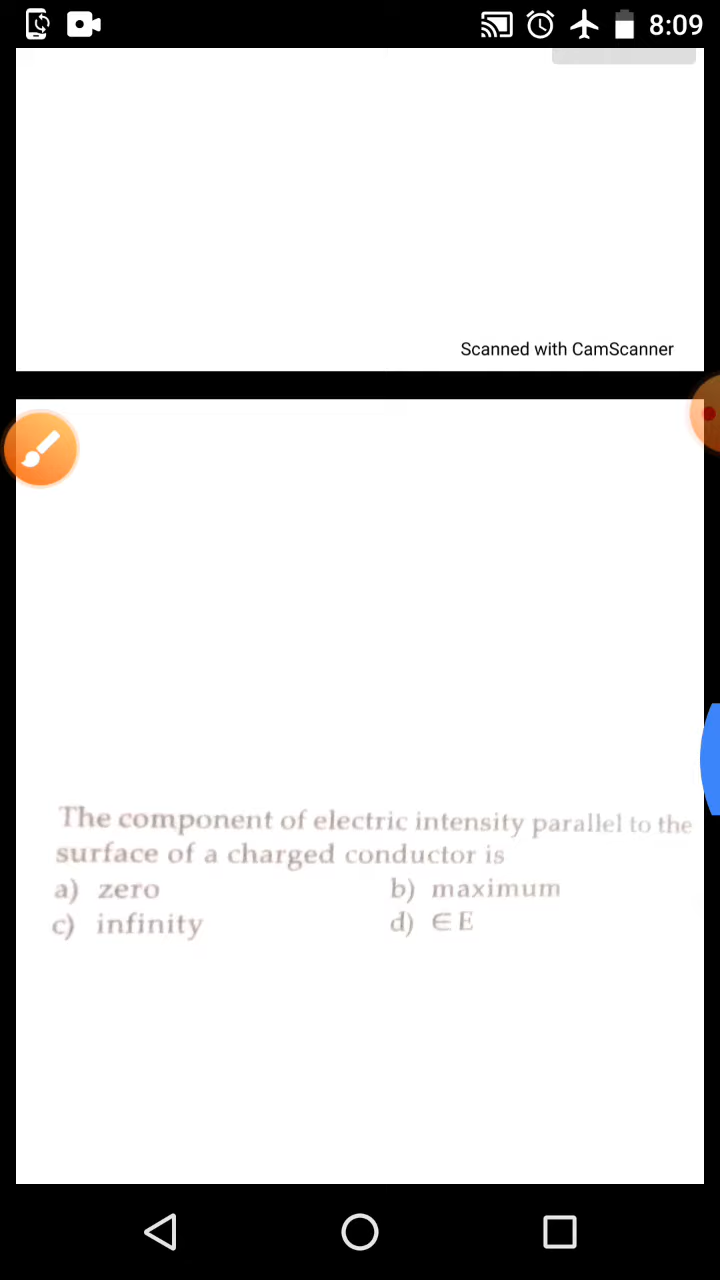 8:09
Scanned with CamScanner
The component of electric intensity parallel to the
surface of a charged conductor is
a) zero b) maximum
c) infinity d) ∈ E